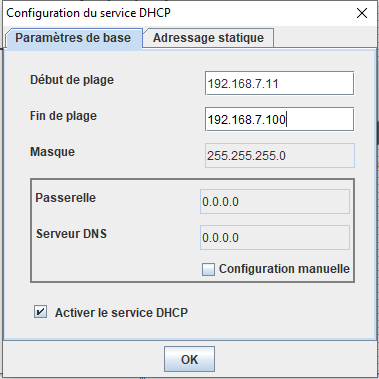 Configuration du service DHCP
Paramètres de base
Adressage statique
Début de plage 192.168.7.11
Fin de plage 192.168.7.100
Masque 255.255.255.0
Passerelle 0.0.0.0
Serveur DNS 0.0.0.0
Configuration manuelle
Activer le service DHCP
OK